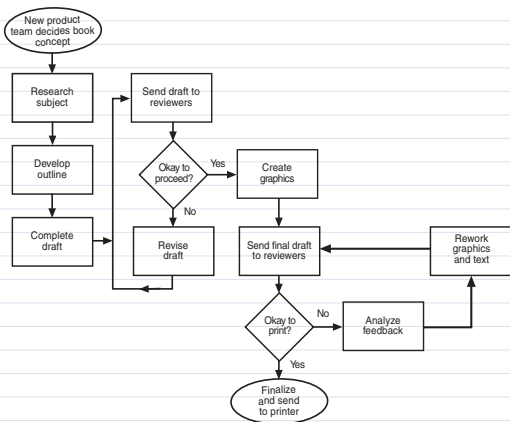 New product
team decides book
concept
Research
subject
Develop
outline
Complete
draft
Send draft to
reviewers
Okay to
proceed?
Yes
No
Revise
draft
Create
graphics
Send final draft
to reviewers
Okay to
print?
No
Yes
Analyze
feedback
Rework
graphics
and text
Finalize
and send
to printer